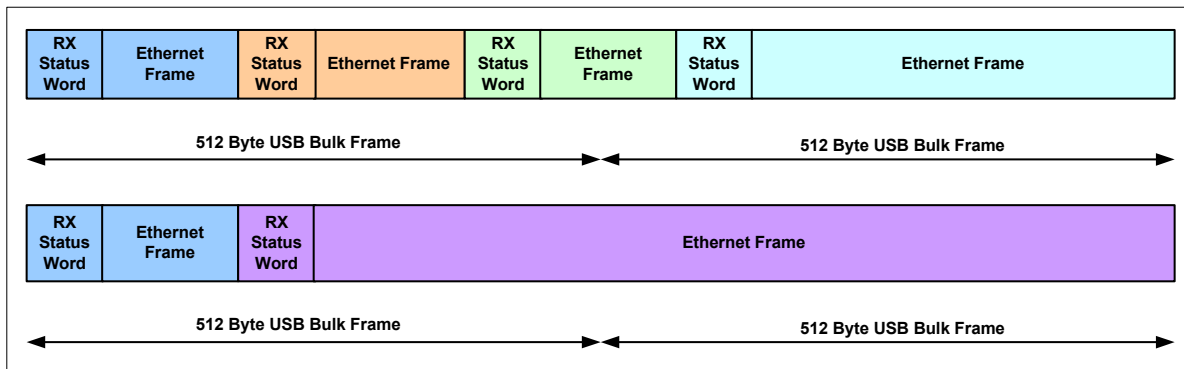 RX
Status
Word
Ethernet
Frame
RX
Status
Word
Ethernet Frame
RX
Status
Word
Ethernet
Frame
RX
Status
Word
Ethernet Frame
512 Byte USB Bulk Frame
512 Byte USB Bulk Frame
RX
Status
Word
Ethernet
Frame
RX
Status
Word
Ethernet Frame
512 Byte USB Bulk Frame
512 Byte USB Bulk Frame